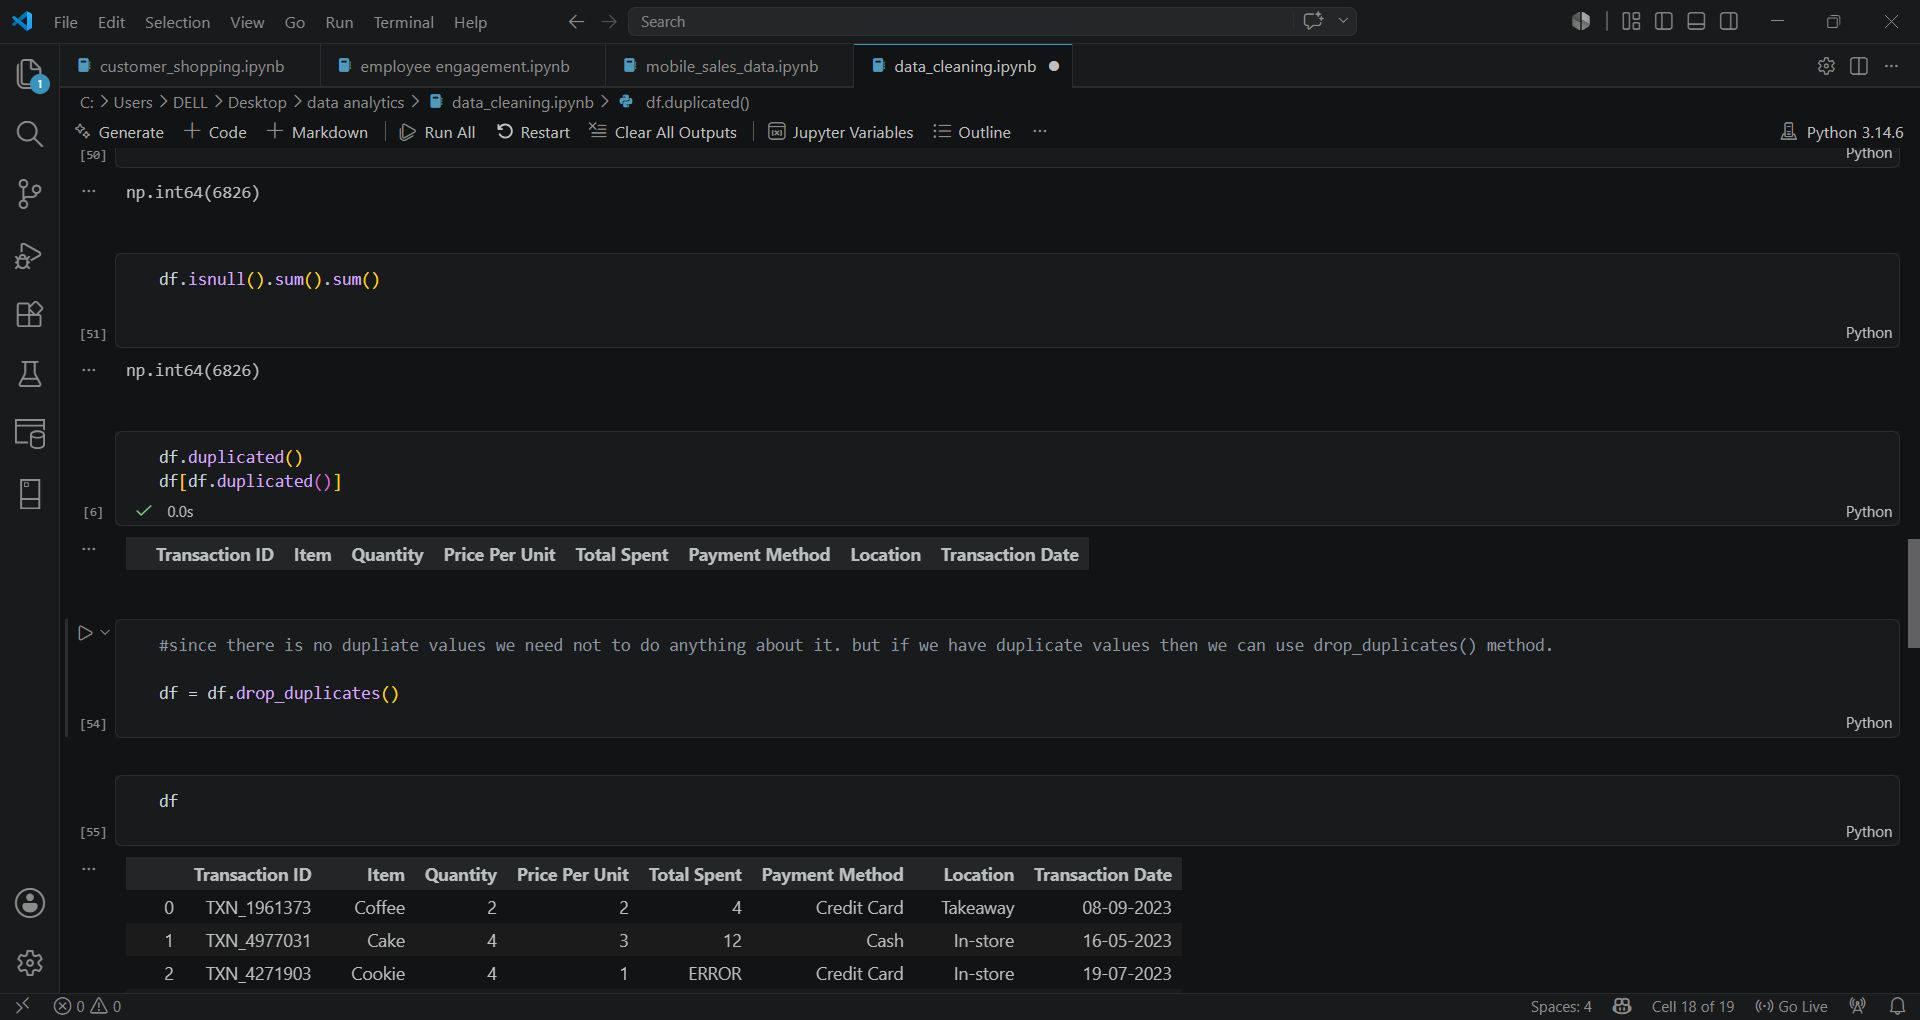 File Edit Selection View Go Run Terminal Help Search
customer_shopping.ipynb employee engagement.ipynb mobile_sales_data.ipynb data_cleaning.ipynb
1
C: > Users > DELL > Desktop > data analytics > data_cleaning.ipynb > df.duplicated()
Generate + Code + Markdown Run All Restart Clear All Outputs Jupyter Variables Outline ... Python 3.14.6
[50] Python
... np.int64(6826)
df.isnull().sum().sum()
[51] Python
... np.int64(6826)
df.duplicated()
df[df.duplicated()]
[6] 0.0s Python
... Transaction ID Item Quantity Price Per Unit Total Spent Payment Method Location Transaction Date
#since there is no dupliate values we need not to do anything about it. but if we have duplicate values then we can use drop_duplicates() method.
df = df.drop_duplicates()
[54] Python
df
[55] Python
... Transaction ID Item Quantity Price Per Unit Total Spent Payment Method Location Transaction Date
0 TXN_1961373 Coffee 2 2 4 Credit Card Takeaway 08-09-2023
1 TXN_4977031 Cake 4 3 12 Cash In-store 16-05-2023
2 TXN_4271903 Cookie 4 1 ERROR Credit Card In-store 19-07-2023
0 0 Spaces: 4 Cell 18 of 19 Go Live